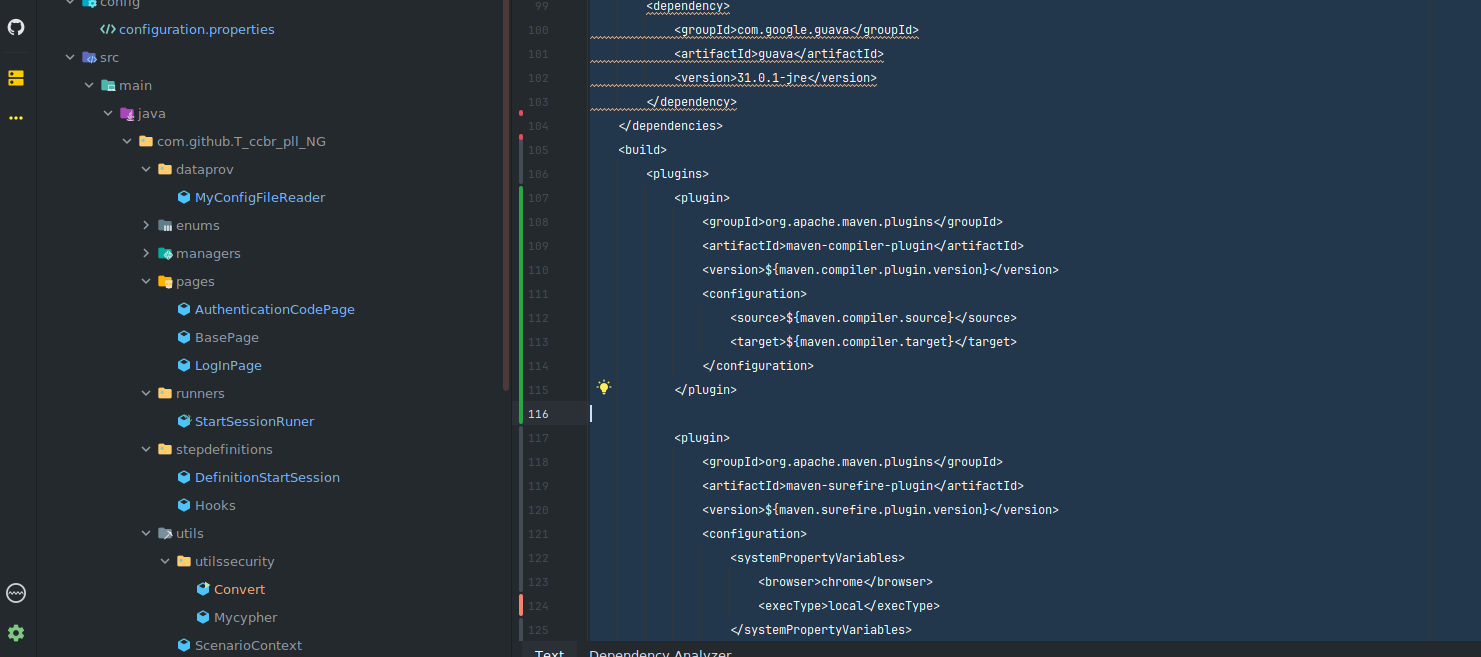 config
configuration.properties
src
main
java
com.github.T_ccbr_pll_NG
dataprov
MyConfigFileReader
enums
managers
pages
AuthenticationCodePage
BasePage
LogInPage
runners
StartSessionRuner
stepdefinitions
DefinitionStartSession
Hooks
utils
utilssecurity
Convert
Mycypher
ScenarioContext
99 <dependency>
100 <groupId>com.google.guava</groupId>
101 <artifactId>guava</artifactId>
102 <version>31.0.1-jre</version>
103 </dependency>
104 </dependencies>
105 <build>
106 <plugins>
107 <plugin>
108 <groupId>org.apache.maven.plugins</groupId>
109 <artifactId>maven-compiler-plugin</artifactId>
110 <version>${maven.compiler.plugin.version}</version>
111 <configuration>
112 <source>${maven.compiler.source}</source>
113 <target>${maven.compiler.target}</target>
114 </configuration>
115 </plugin>
116
117 <plugin>
118 <groupId>org.apache.maven.plugins</groupId>
119 <artifactId>maven-surefire-plugin</artifactId>
120 <version>${maven.surefire.plugin.version}</version>
121 <configuration>
122 <systemPropertyVariables>
123 <browser>chrome</browser>
124 <execType>local</execType>
125 </systemPropertyVariables>
Text Dependency Analyzer